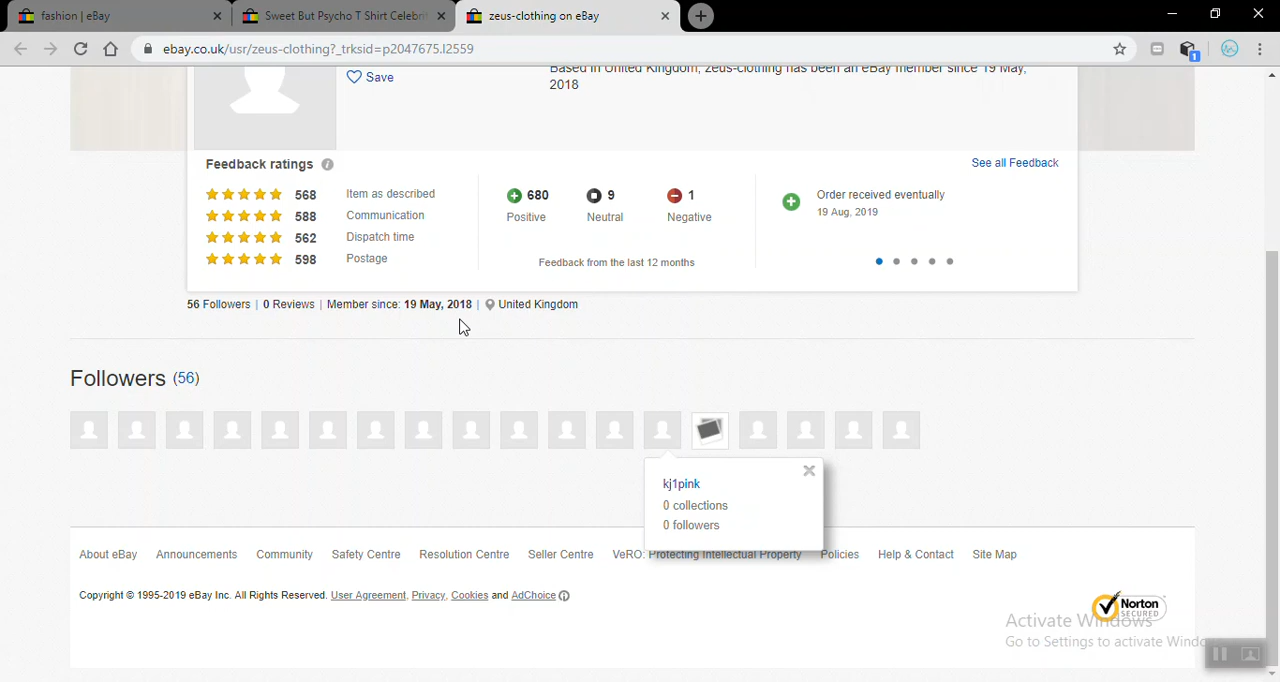 fashion | eBay
Sweet But Psycho T Shirt Celebrit
zeus-clothing on eBay
ebay.co.uk/usr/zeus-clothing?_trksid=p2047675.l2559
Save
Based in United Kingdom, zeus-clothing has been an eBay member since 19 May,
2018
Feedback ratings
See all Feedback
568 Item as described
588 Communication
562 Dispatch time
598 Postage
680 Positive
9 Neutral
1 Negative
Feedback from the last 12 months
Order received eventually
19 Aug, 2019
56 Followers | 0 Reviews | Member since: 19 May, 2018 | United Kingdom
Followers (56)
kj1pink
0 collections
0 followers
About eBay Announcements Community Safety Centre Resolution Centre Seller Centre VeRO: Protecting Intellectual Property Policies Help & Contact Site Map
Copyright © 1995-2019 eBay Inc. All Rights Reserved. User Agreement, Privacy, Cookies and AdChoice
Norton
SECURED
Activate Windows
Go to Settings to activate Windo